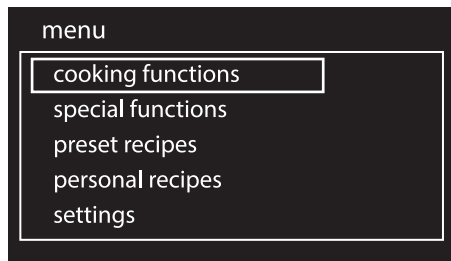 menu
cooking functions
special functions
preset recipes
personal recipes
settings